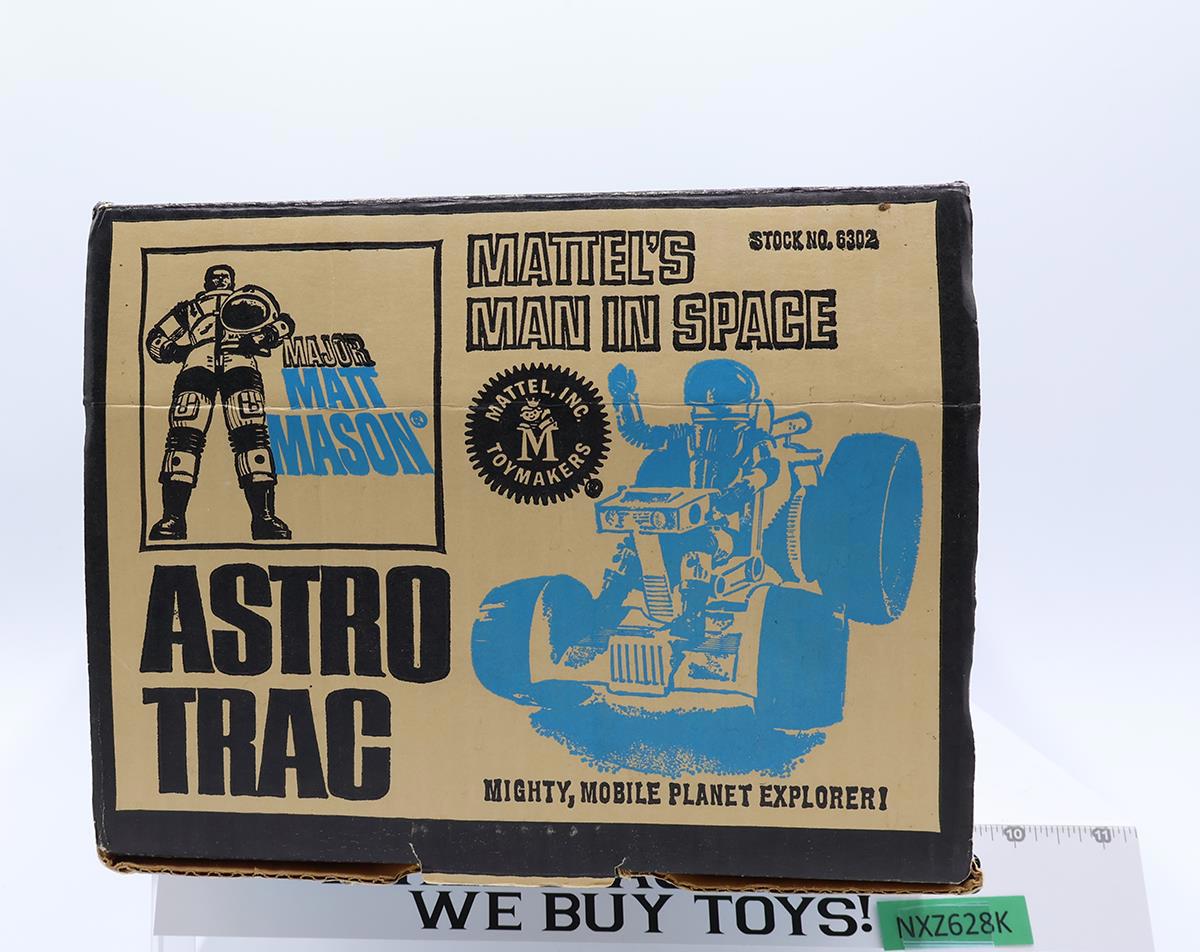 MATTEL'S
MAN IN SPACE
STOCK NO. 6302
MAJOR
MATT
MASON®
MATTEL, INC.
M
TOYMAKERS
®
ASTRO
TRAC
MIGHTY, MOBILE PLANET EXPLORER!
10 11
WE BUY TOYS!
NXZ628K